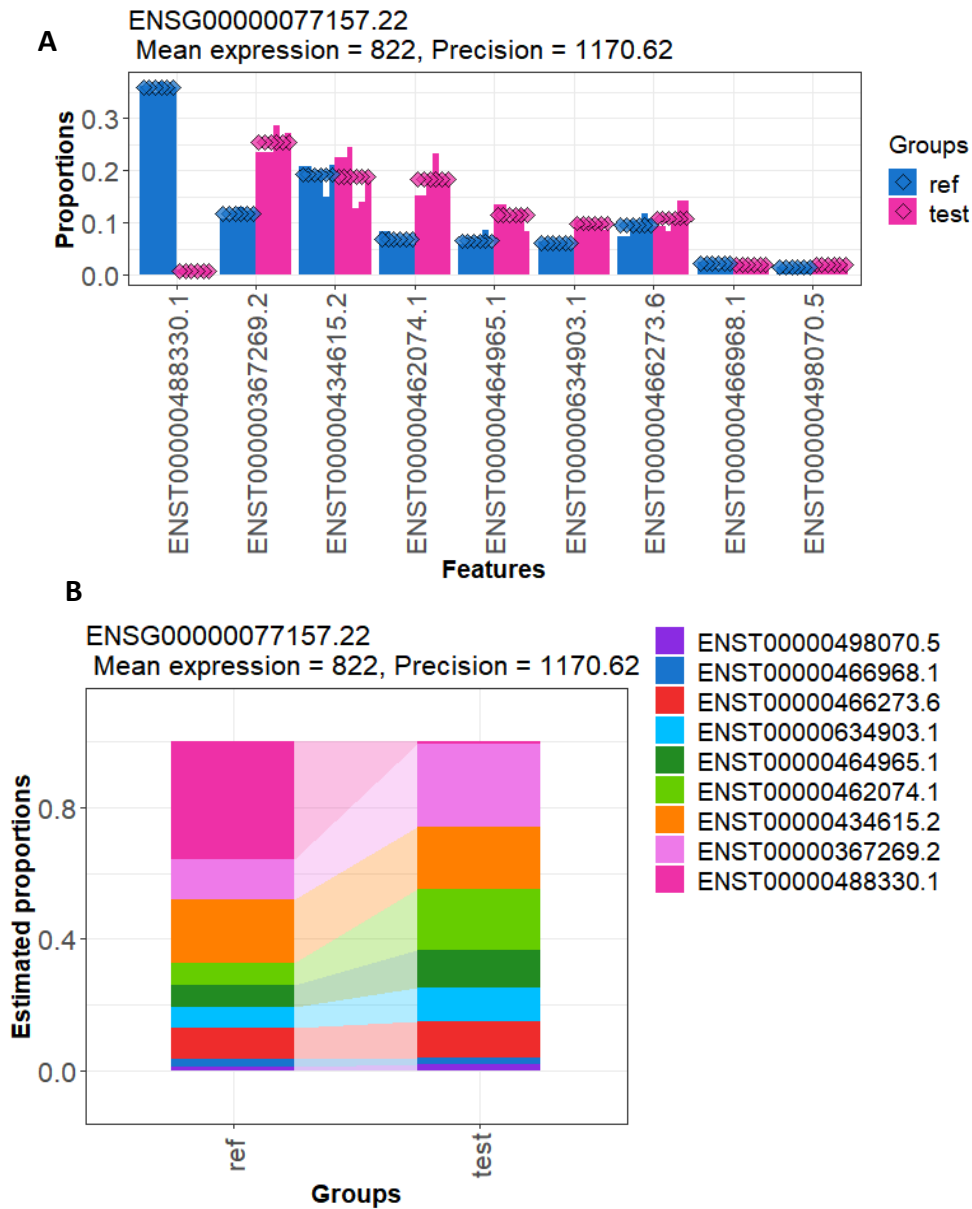 A
ENSG00000077157.22
Mean expression = 822, Precision = 1170.62
Proportions
0.3
0.2
0.1
0.0
ENST00000488330.1
ENST00000367269.2
ENST00000434615.2
ENST00000462074.1
ENST00000464965.1
ENST00000634903.1
ENST00000466273.6
ENST00000466968.1
ENST00000498070.5
Features
Groups
ref
test
B
ENSG00000077157.22
Mean expression = 822, Precision = 1170.62
Estimated proportions
0.8
0.4
0.0
ref
test
Groups
ENST00000498070.5
ENST00000466968.1
ENST00000466273.6
ENST00000634903.1
ENST00000464965.1
ENST00000462074.1
ENST00000434615.2
ENST00000367269.2
ENST00000488330.1